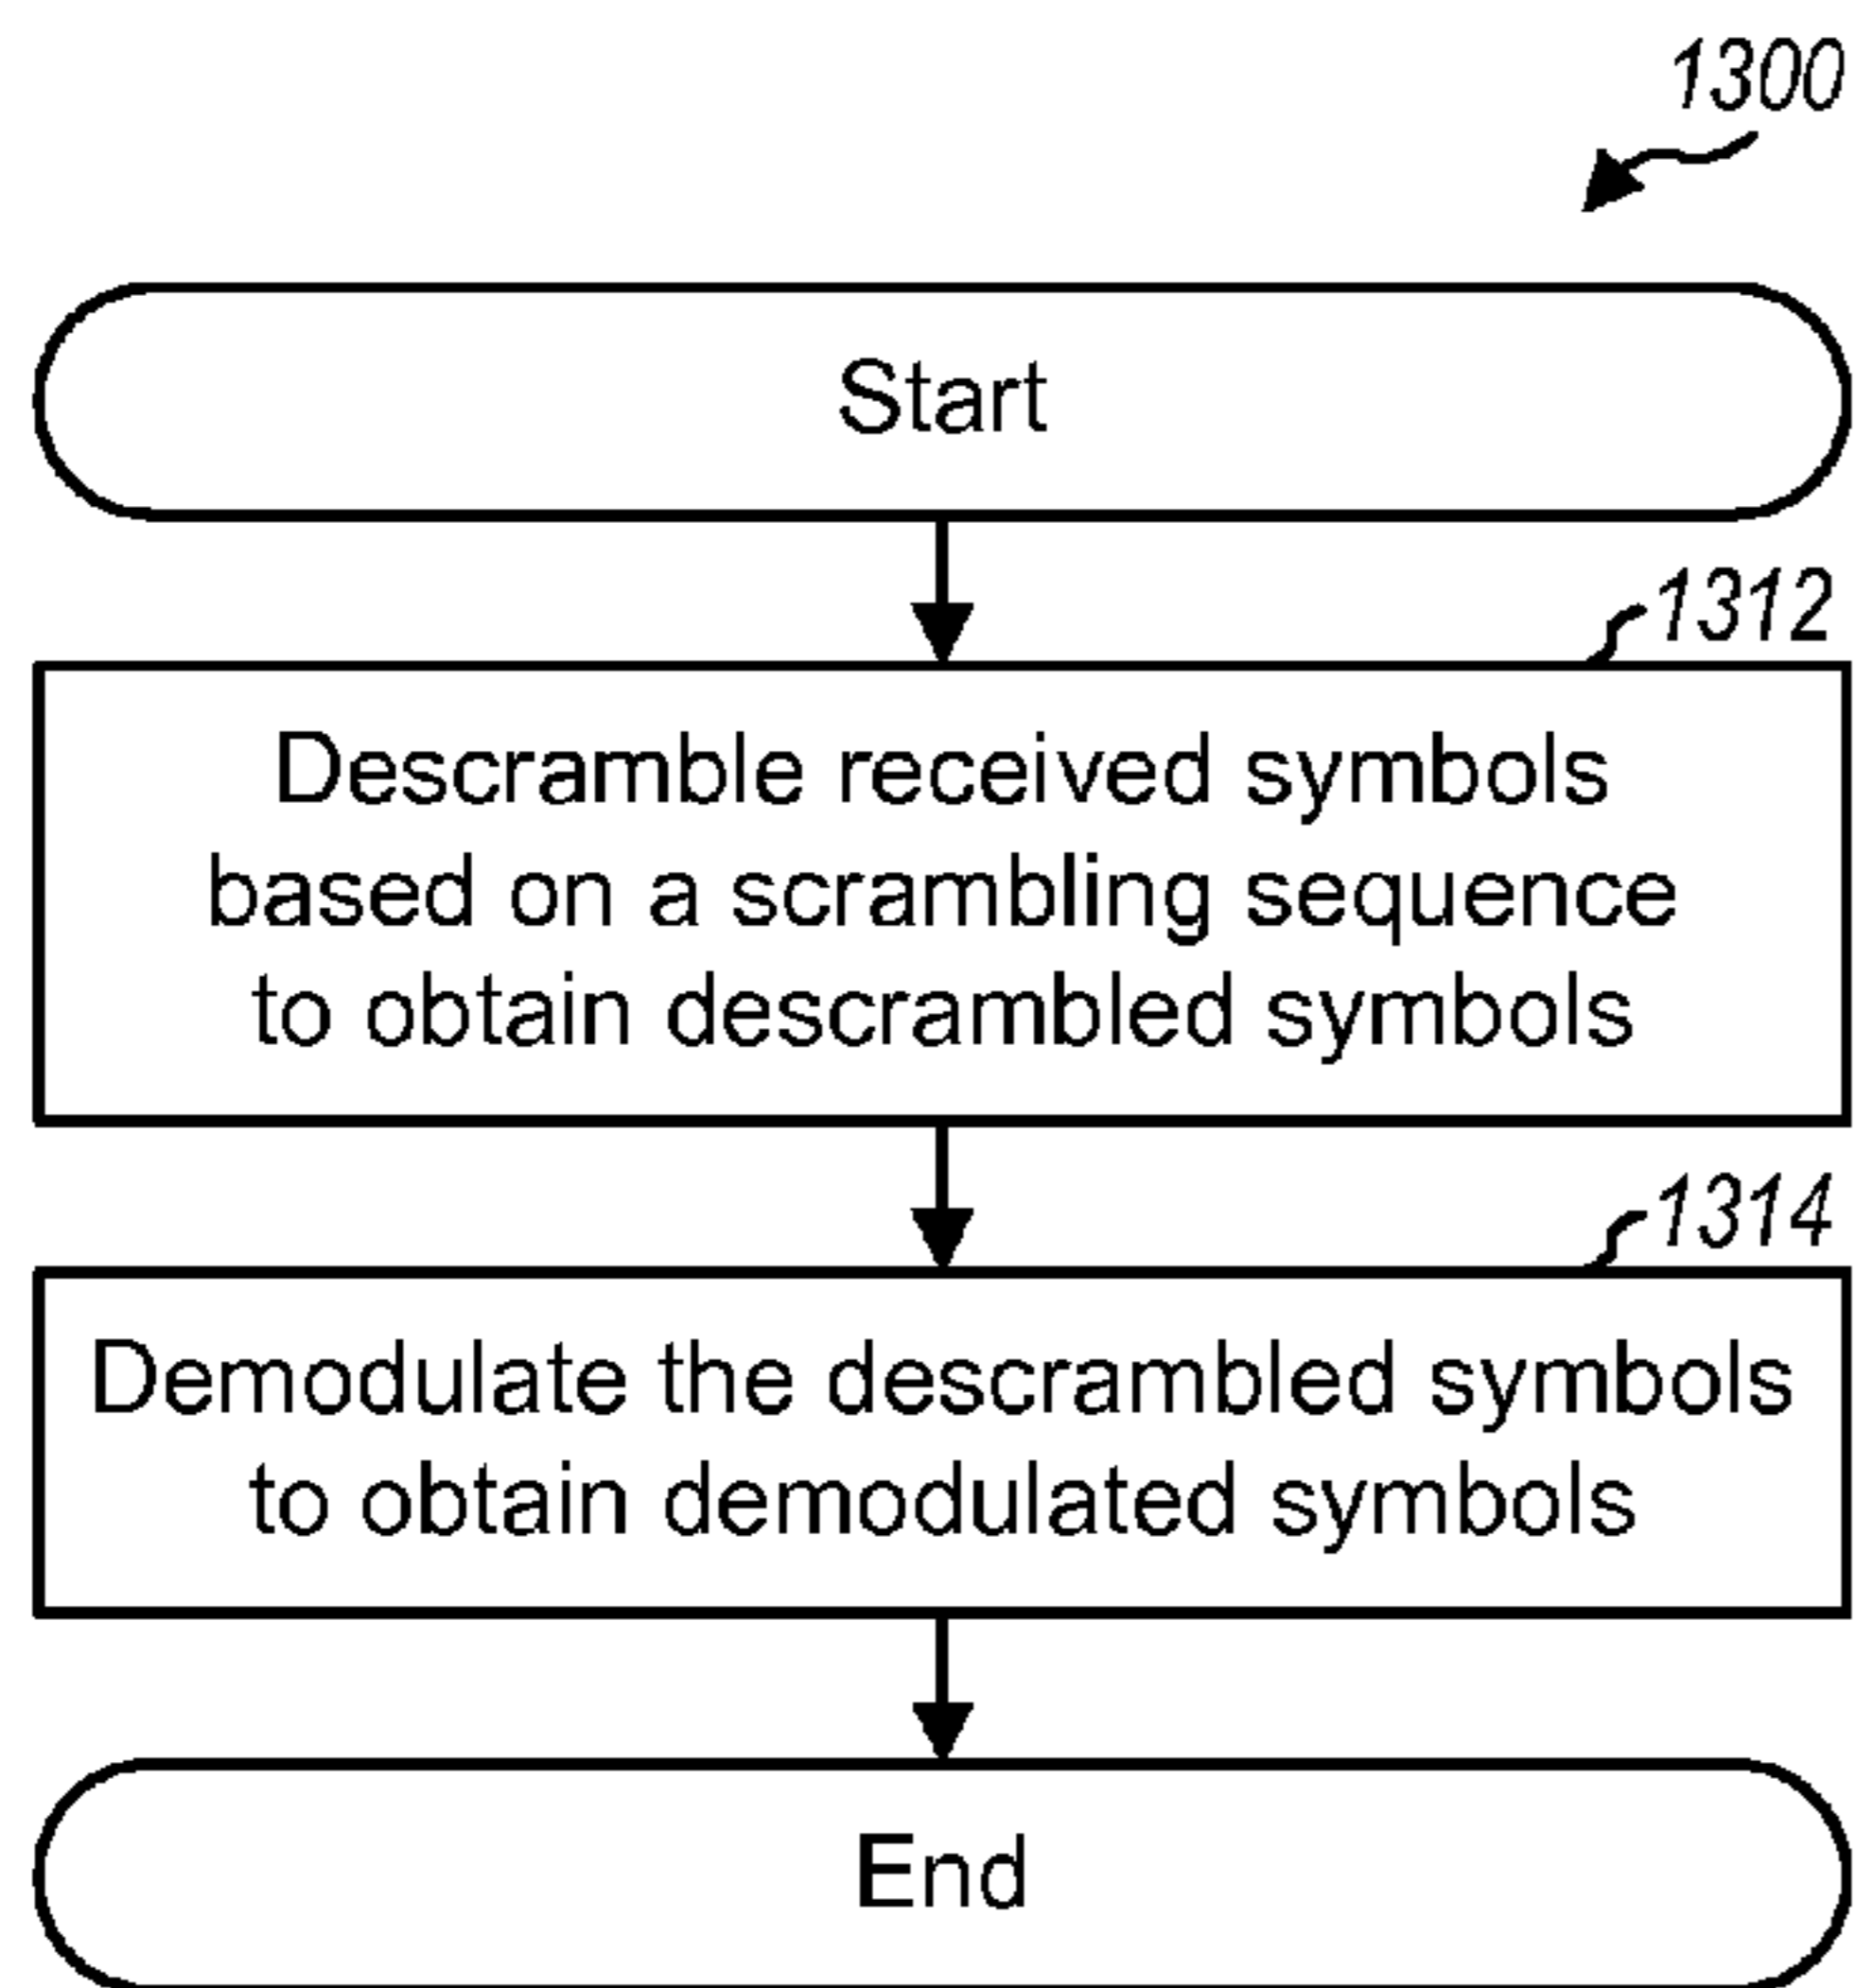 1300
Start
1312
Descramble received symbols
based on a scrambling sequence
to obtain descrambled symbols
1314
Demodulate the descrambled symbols
to obtain demodulated symbols
End